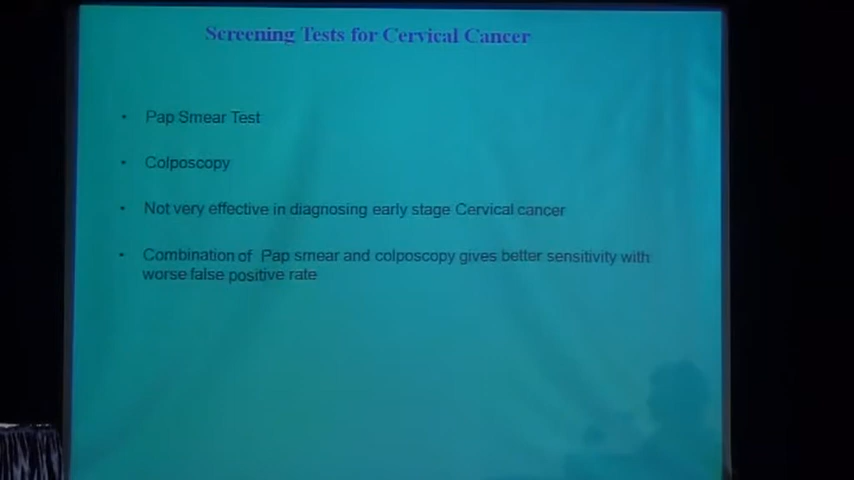 Screening Tests for Cervical Cancer
• Pap Smear Test
• Colposcopy
• Not very effective in diagnosing early stage Cervical cancer
• Combination of Pap smear and colposcopy gives better sensitivity with
worse false positive rate